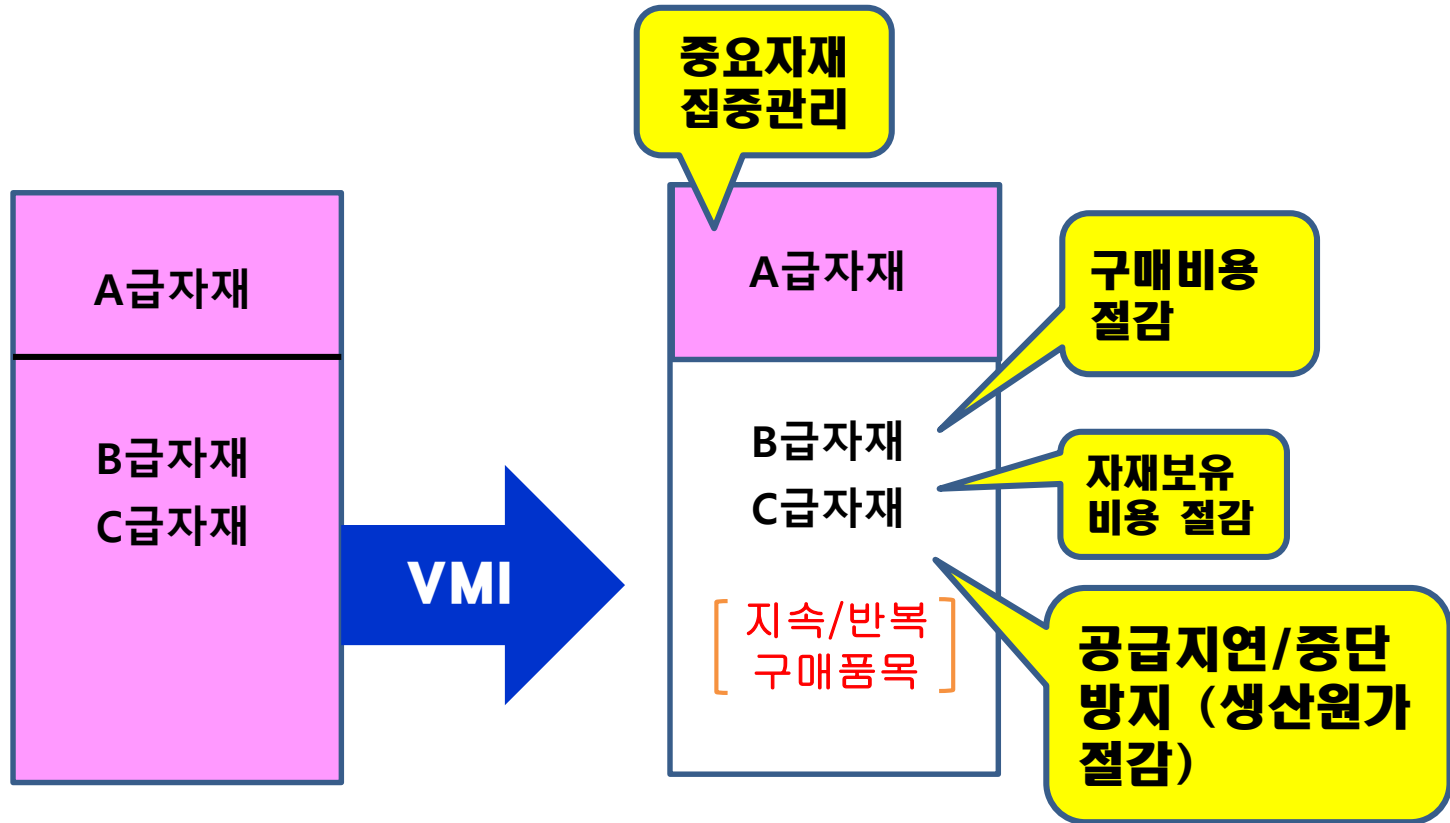 중요자재
집중관리
A급자재
B급자재
C급자재
VMI
A급자재
B급자재
C급자재
[ 지속/반복
구매품목 ]
구매비용
절감
자재보유
비용 절감
공급지연/중단
방지 (생산원가
절감)